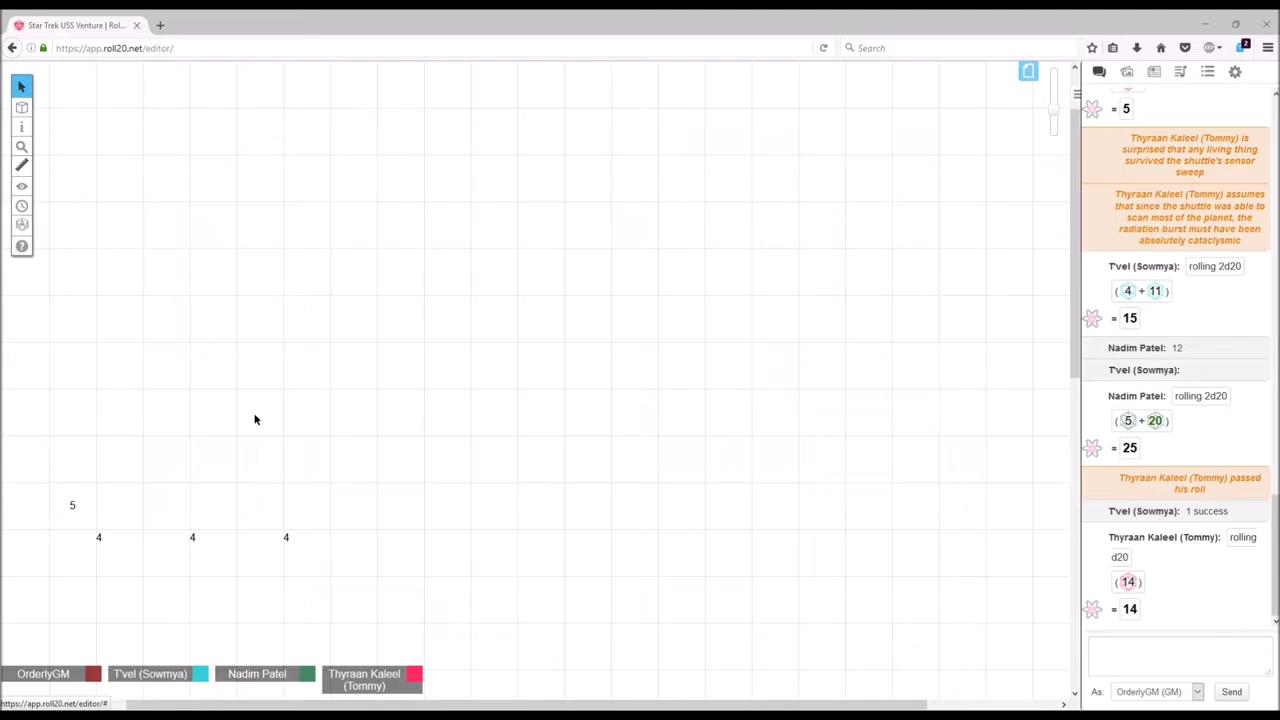 Star Trek USS Venture | Rol...
https://app.roll20.net/editor/
Search
2
= 5
Thyraan Kaleel (Tommy) is
surprised that any living thing
survived the shuttle's sensor
sweep
Thyraan Kaleel (Tommy) assumes
that since the shuttle was able to
scan most of the planet, the
radiation burst must have been
absolutely cataclysmic
T'vel (Sowmya): rolling 2d20
(4 + 11)
= 15
Nadim Patel: 12
T'vel (Sowmya):
Nadim Patel: rolling 2d20
(5 + 20)
= 25
Thyraan Kaleel (Tommy) passed
his roll
T'vel (Sowmya): 1 success
Thyraan Kaleel (Tommy): rolling
d20
(14)
= 14
5
4 4 4
OrderlyGM T'vel (Sowmya) Nadim Patel Thyraan Kaleel
(Tommy)
As: OrderlyGM (GM) Send
https://app.roll20.net/editor/#